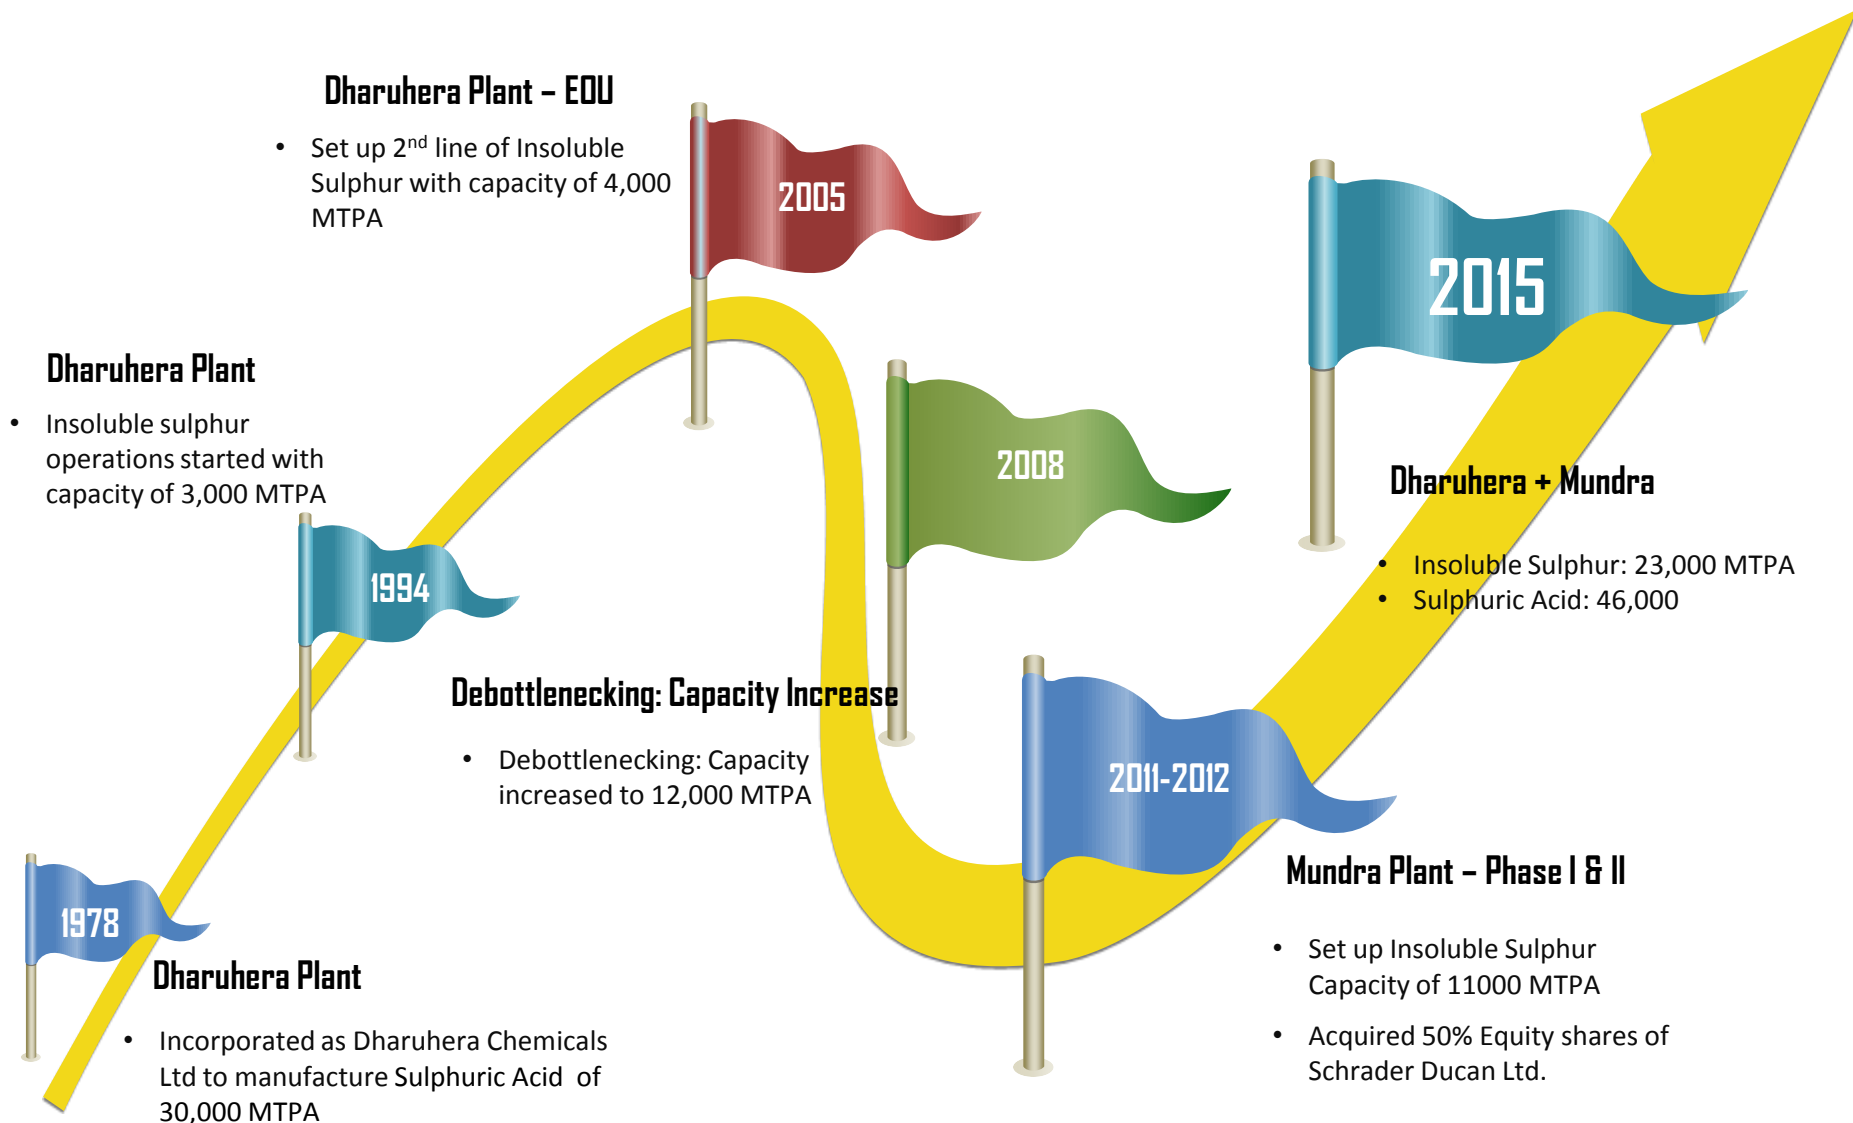 Dharuhera Plant – EOU
• Set up 2nd line of Insoluble
Sulphur with capacity of 4,000
MTPA
2005
2015
Dharuhera Plant
• Insoluble sulphur
operations started with
capacity of 3,000 MTPA
1994
2008
Dharuhera + Mundra
• Insoluble Sulphur: 23,000 MTPA
• Sulphuric Acid: 46,000
Debottlenecking: Capacity Increase
• Debottlenecking: Capacity
increased to 12,000 MTPA
2011-2012
Mundra Plant – Phase I & II
• Set up Insoluble Sulphur
Capacity of 11000 MTPA
• Acquired 50% Equity shares of
Schrader Ducan Ltd.
1978
Dharuhera Plant
• Incorporated as Dharuhera Chemicals
Ltd to manufacture Sulphuric Acid of
30,000 MTPA